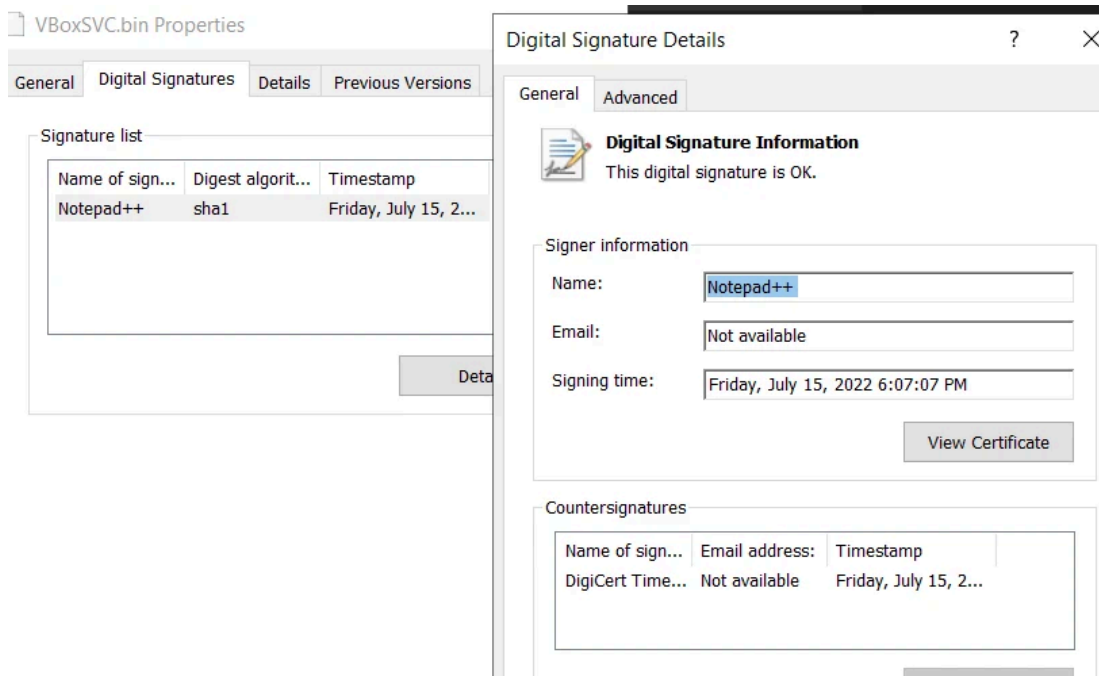 VBoxSVC.bin Properties
General Digital Signatures Details Previous Versions
Signature list
Name of sign... Digest algorit... Timestamp
Notepad++ sha1 Friday, July 15, 2...
Deta
Digital Signature Details ?
General Advanced
Digital Signature Information
This digital signature is OK.
Signer information
Name: Notepad++
Email: Not available
Signing time: Friday, July 15, 2022 6:07:07 PM
View Certificate
Countersignatures
Name of sign... Email address: Timestamp
DigiCert Time... Not available Friday, July 15, 2...